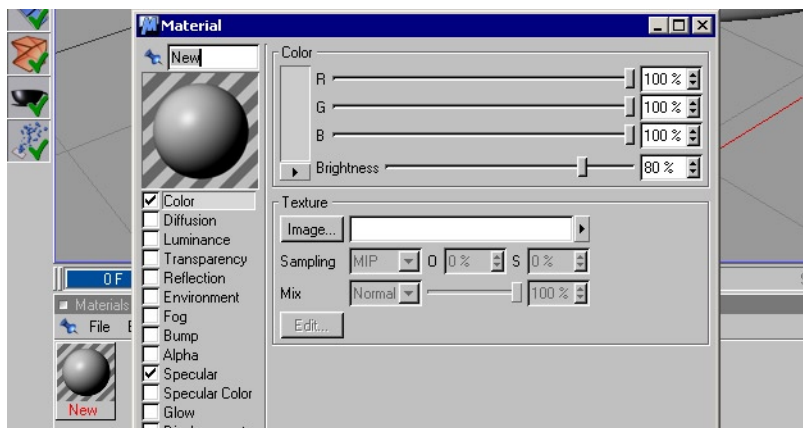 Material
New
Color
R 100 %
G 100 %
B 100 %
Brightness 80 %
Color
Diffusion
Luminance
Transparency
Reflection
Environment
Fog
Bump
Alpha
Specular
Specular Color
Glow
Texture
Image...
Sampling MIP O 0 % S 0 %
Mix Normal 100 %
Edit...
0 F
Materials
File
New